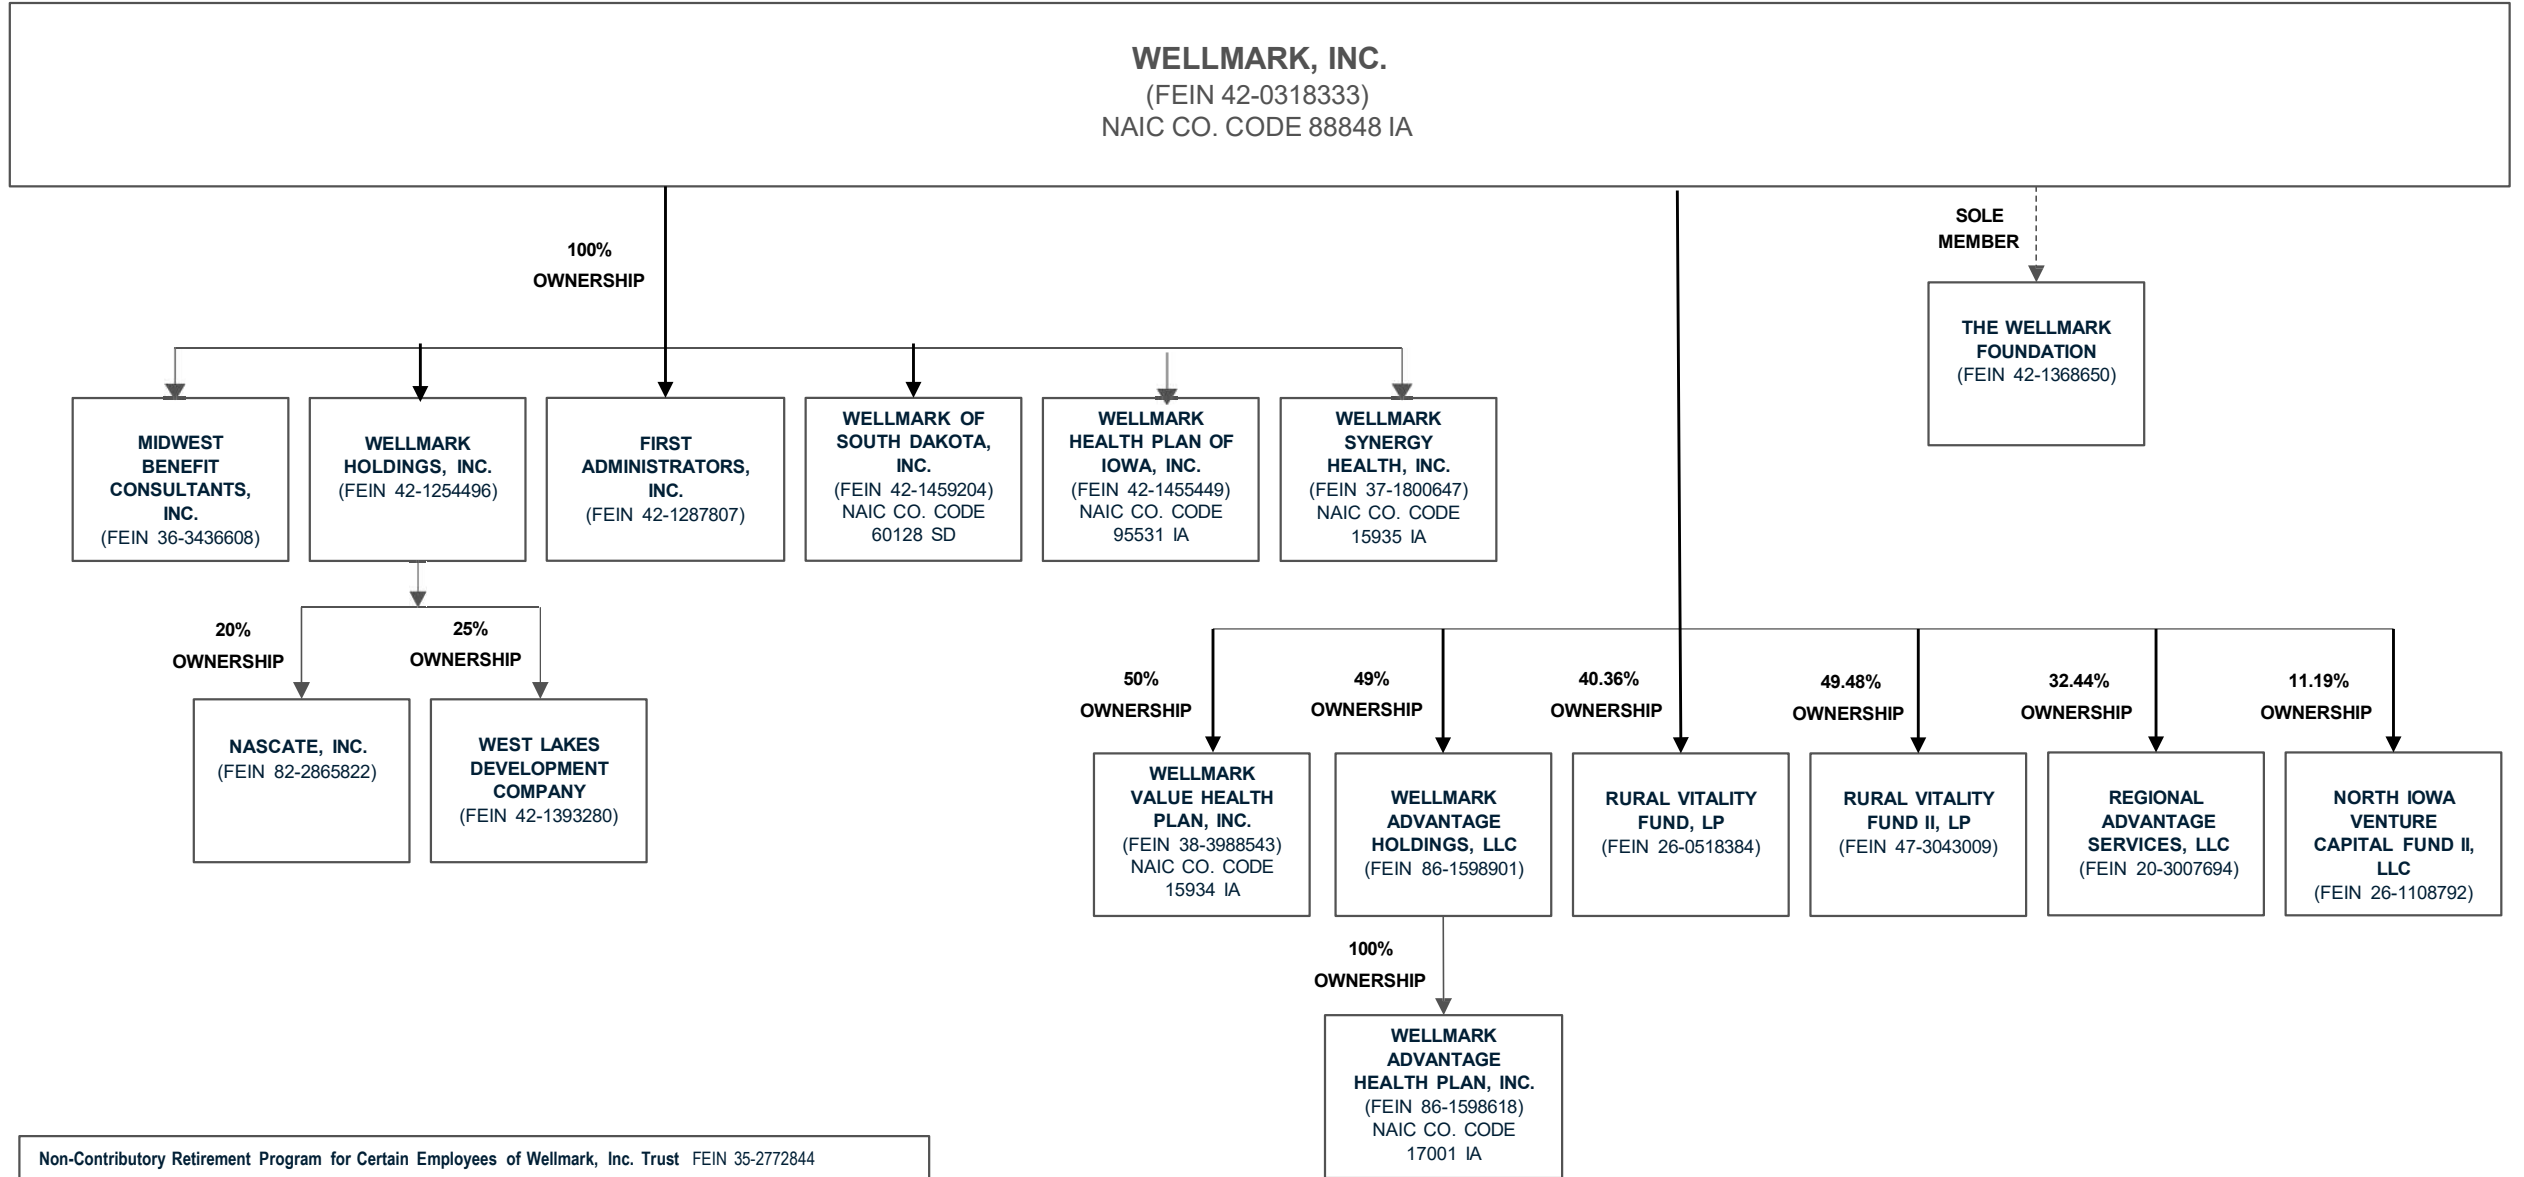 WELLMARK, INC.
(FEIN 42-0318333)
NAIC CO. CODE 88848 IA
100%
OWNERSHIP
SOLE
MEMBER
THE WELLMARK
FOUNDATION
(FEIN 42-1368650)
MIDWEST
BENEFIT
CONSULTANTS,
INC.
(FEIN 36-3436608)
WELLMARK
HOLDINGS, INC.
(FEIN 42-1254496)
FIRST
ADMINISTRATORS,
INC.
(FEIN 42-1287807)
WELLMARK OF
SOUTH DAKOTA,
INC.
(FEIN 42-1459204)
NAIC CO. CODE
60128 SD
WELLMARK
HEALTH PLAN OF
IOWA, INC.
(FEIN 42-1455449)
NAIC CO. CODE
95531 IA
WELLMARK
SYNERGY
HEALTH, INC.
(FEIN 37-1800647)
NAIC CO. CODE
15935 IA
20%
OWNERSHIP
25%
OWNERSHIP
NASCATE, INC.
(FEIN 82-2865822)
WEST LAKES
DEVELOPMENT
COMPANY
(FEIN 42-1393280)
50%
OWNERSHIP
49%
OWNERSHIP
40.36%
OWNERSHIP
49.48%
OWNERSHIP
32.44%
OWNERSHIP
11.19%
OWNERSHIP
WELLMARK
VALUE HEALTH
PLAN, INC.
(FEIN 38-3988543)
NAIC CO. CODE
15934 IA
WELLMARK
ADVANTAGE
HOLDINGS, LLC
(FEIN 86-1598901)
RURAL VITALITY
FUND, LP
(FEIN 26-0518384)
RURAL VITALITY
FUND II, LP
(FEIN 47-3043009)
REGIONAL
ADVANTAGE
SERVICES, LLC
(FEIN 20-3007694)
NORTH IOWA
VENTURE
CAPITAL FUND II,
LLC
(FEIN 26-1108792)
100%
OWNERSHIP
WELLMARK
ADVANTAGE
HEALTH PLAN, INC.
(FEIN 86-1598618)
NAIC CO. CODE
17001 IA
Non-Contributory Retirement Program for Certain Employees of Wellmark, Inc. Trust FEIN 35-2772844